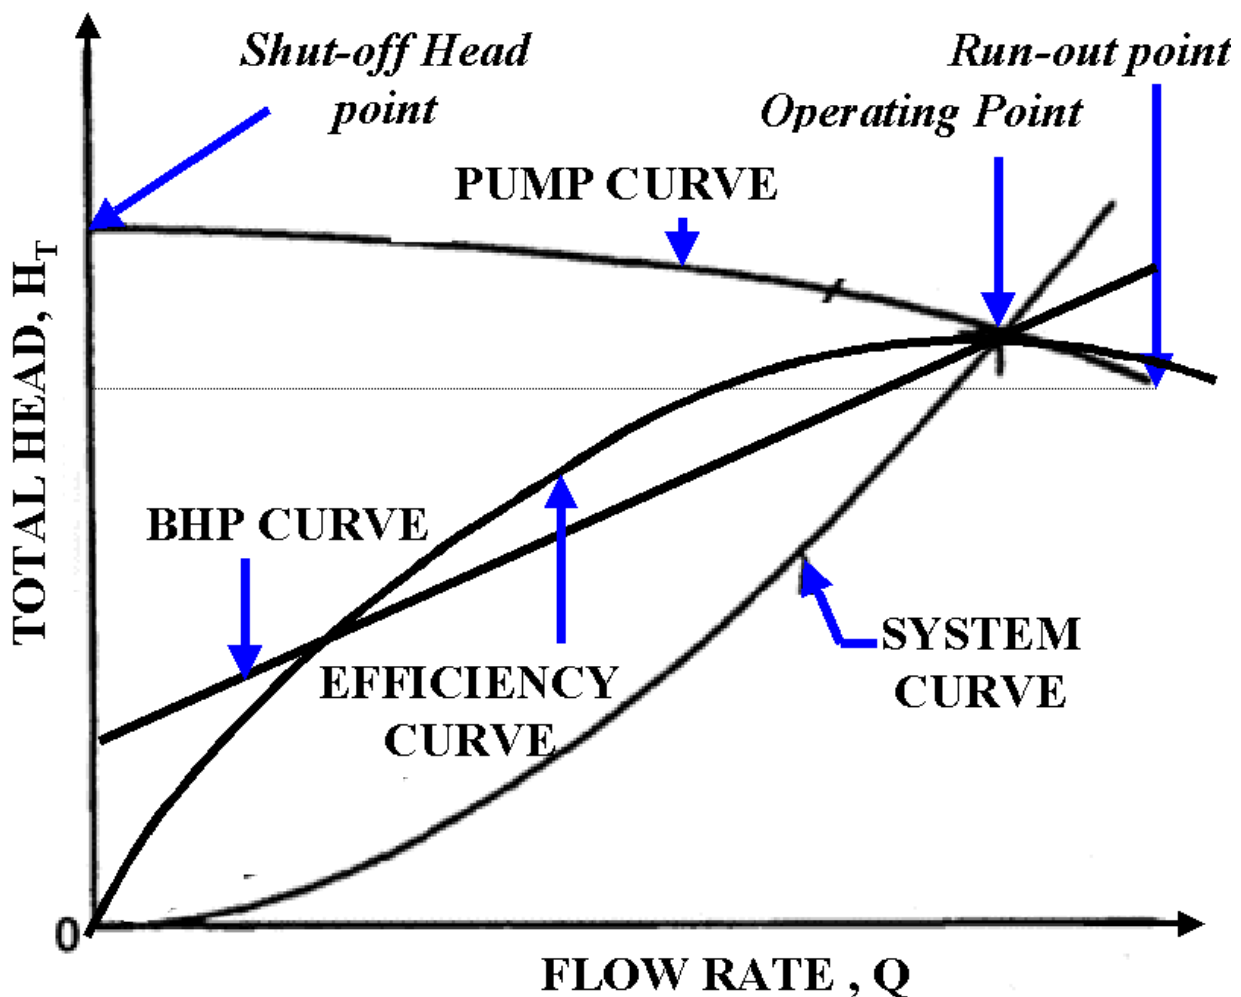 Shut-off Head
point
Run-out point
Operating Point
PUMP CURVE
TOTAL HEAD, H_T
BHP CURVE
EFFICIENCY
CURVE
SYSTEM
CURVE
0
FLOW RATE , Q